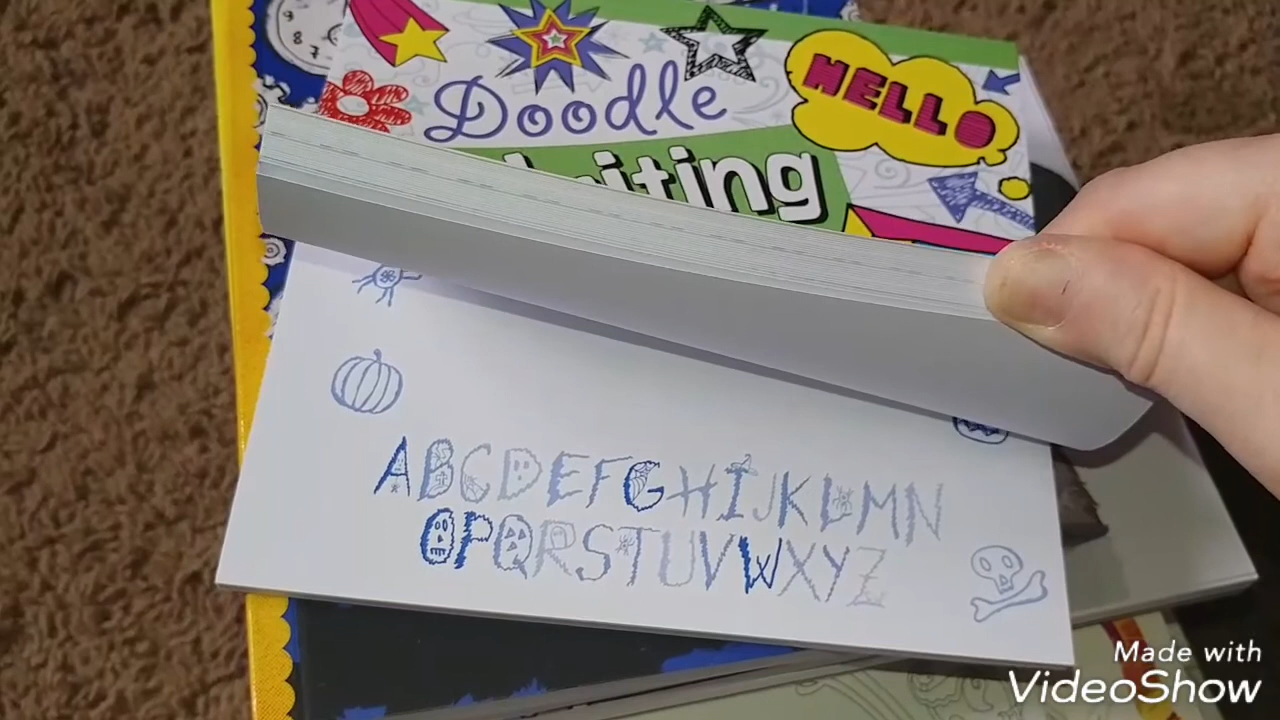 Doodle
HELLO
ABCDEFGHIJKLMN
OPQRSTUVWXYZ
Made with
VideoShow